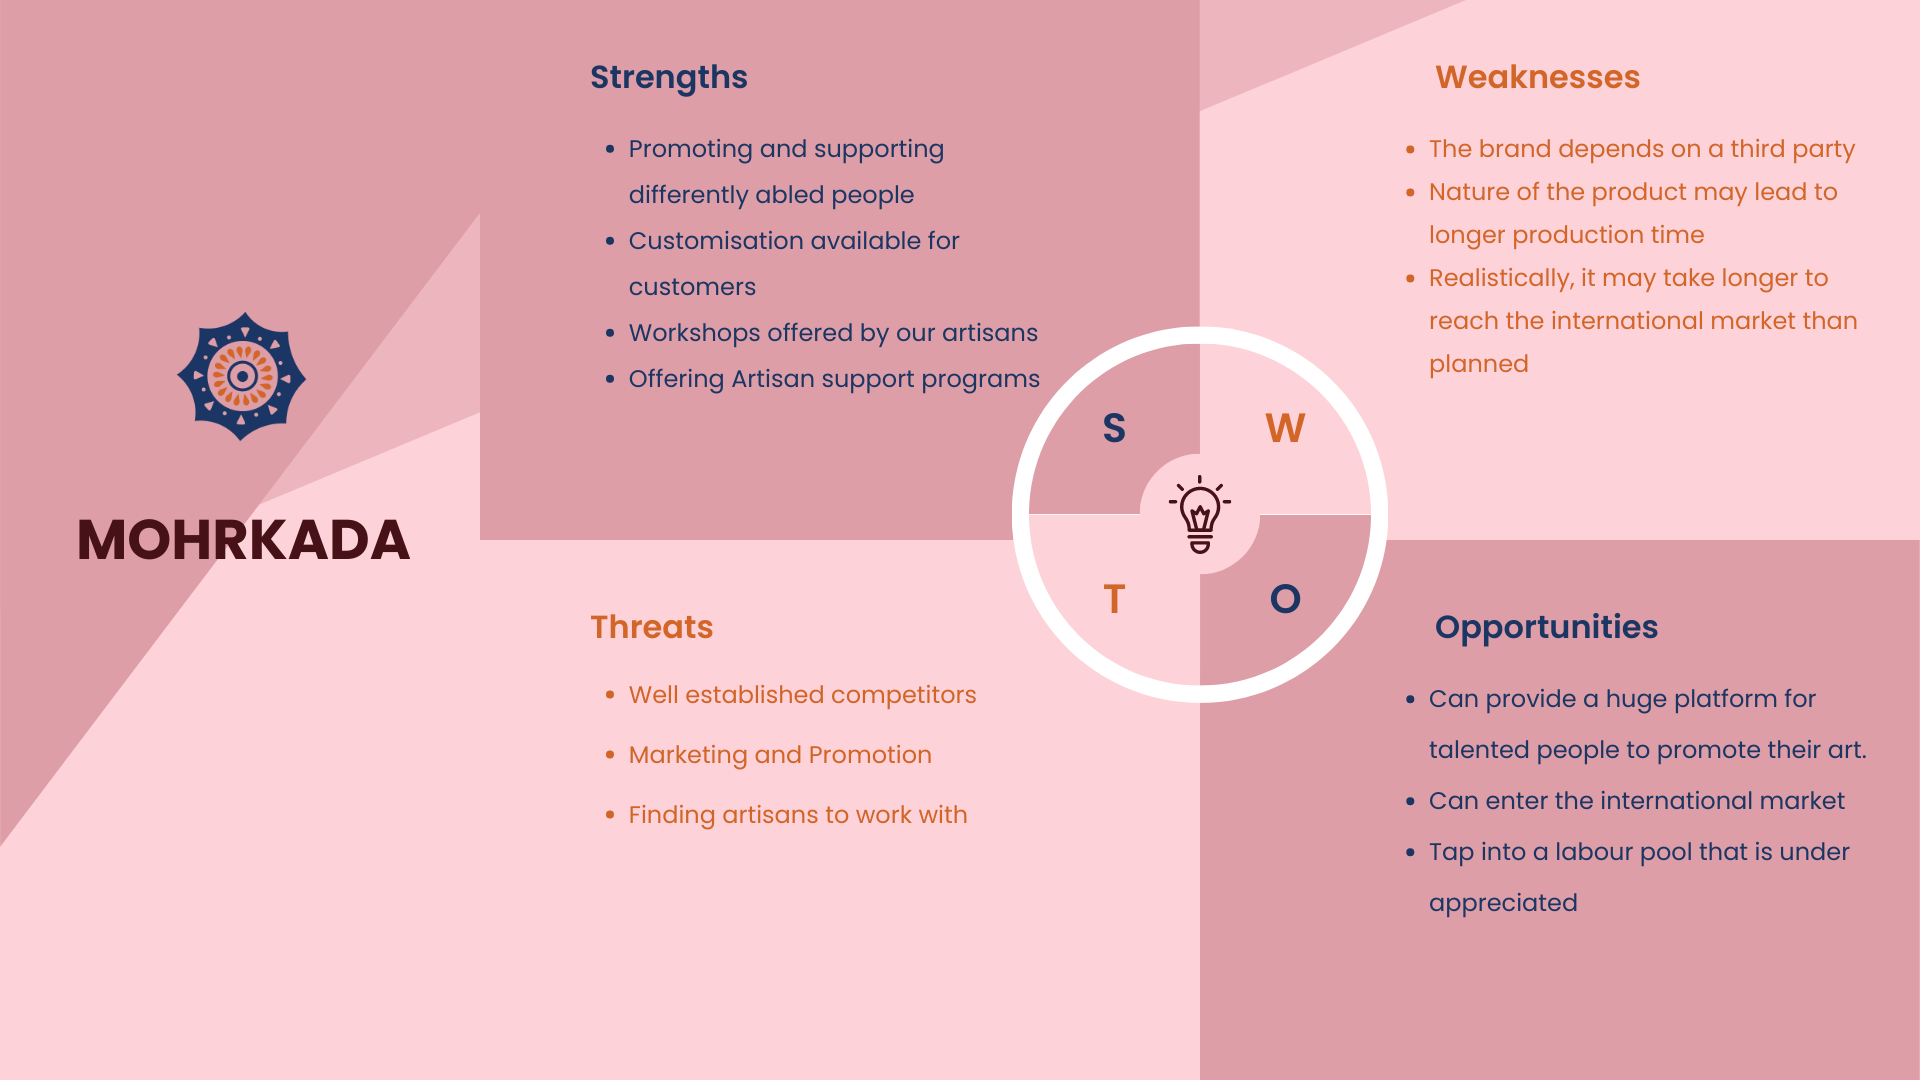 MOHRKADA
Strengths
• Promoting and supporting
differently abled people
• Customisation available for
customers
• Workshops offered by our artisans
• Offering Artisan support programs
Weaknesses
• The brand depends on a third party
• Nature of the product may lead to
longer production time
• Realistically, it may take longer to
reach the international market than
planned
S
W
T
O
Threats
• Well established competitors
• Marketing and Promotion
• Finding artisans to work with
Opportunities
• Can provide a huge platform for
talented people to promote their art.
• Can enter the international market
• Tap into a labour pool that is under
appreciated